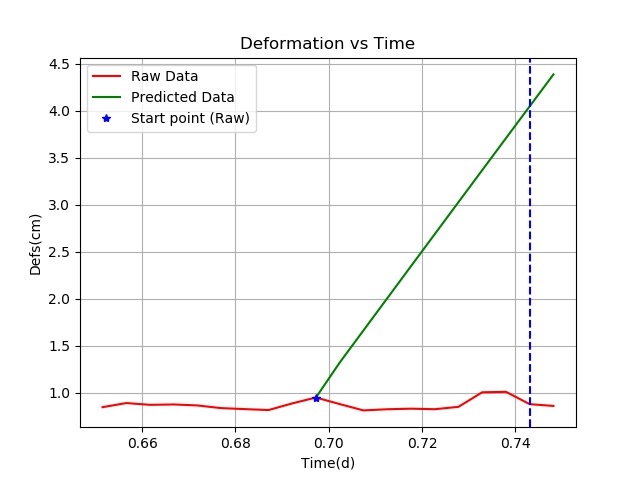 Deformation vs Time
Raw Data
Predicted Data
Start point (Raw)
4.5
4.0
3.5
3.0
2.5
2.0
1.5
1.0
Defs(cm)
0.66
0.68
0.70
0.72
0.74
Time(d)